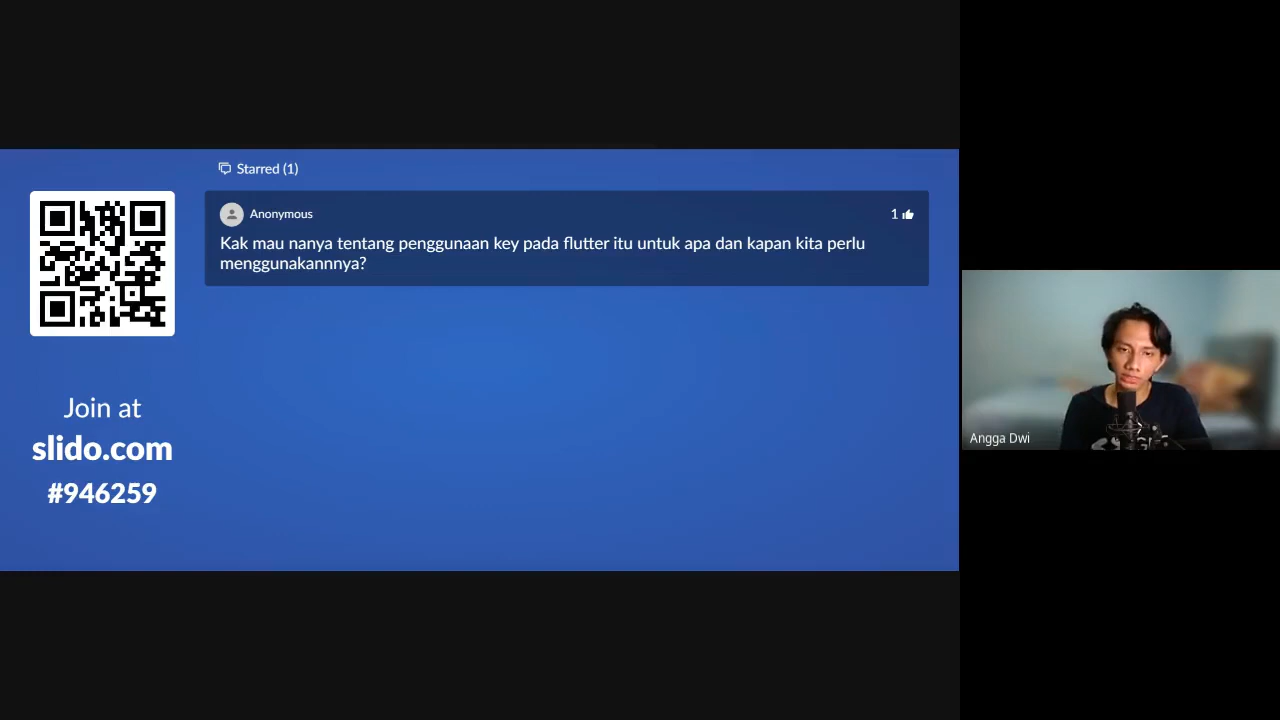 Starred (1)
Anonymous
1
Kak mau nanya tentang penggunaan key pada flutter itu untuk apa dan kapan kita perlu
menggunakannnya?
Join at
slido.com
#946259
Angga Dwi